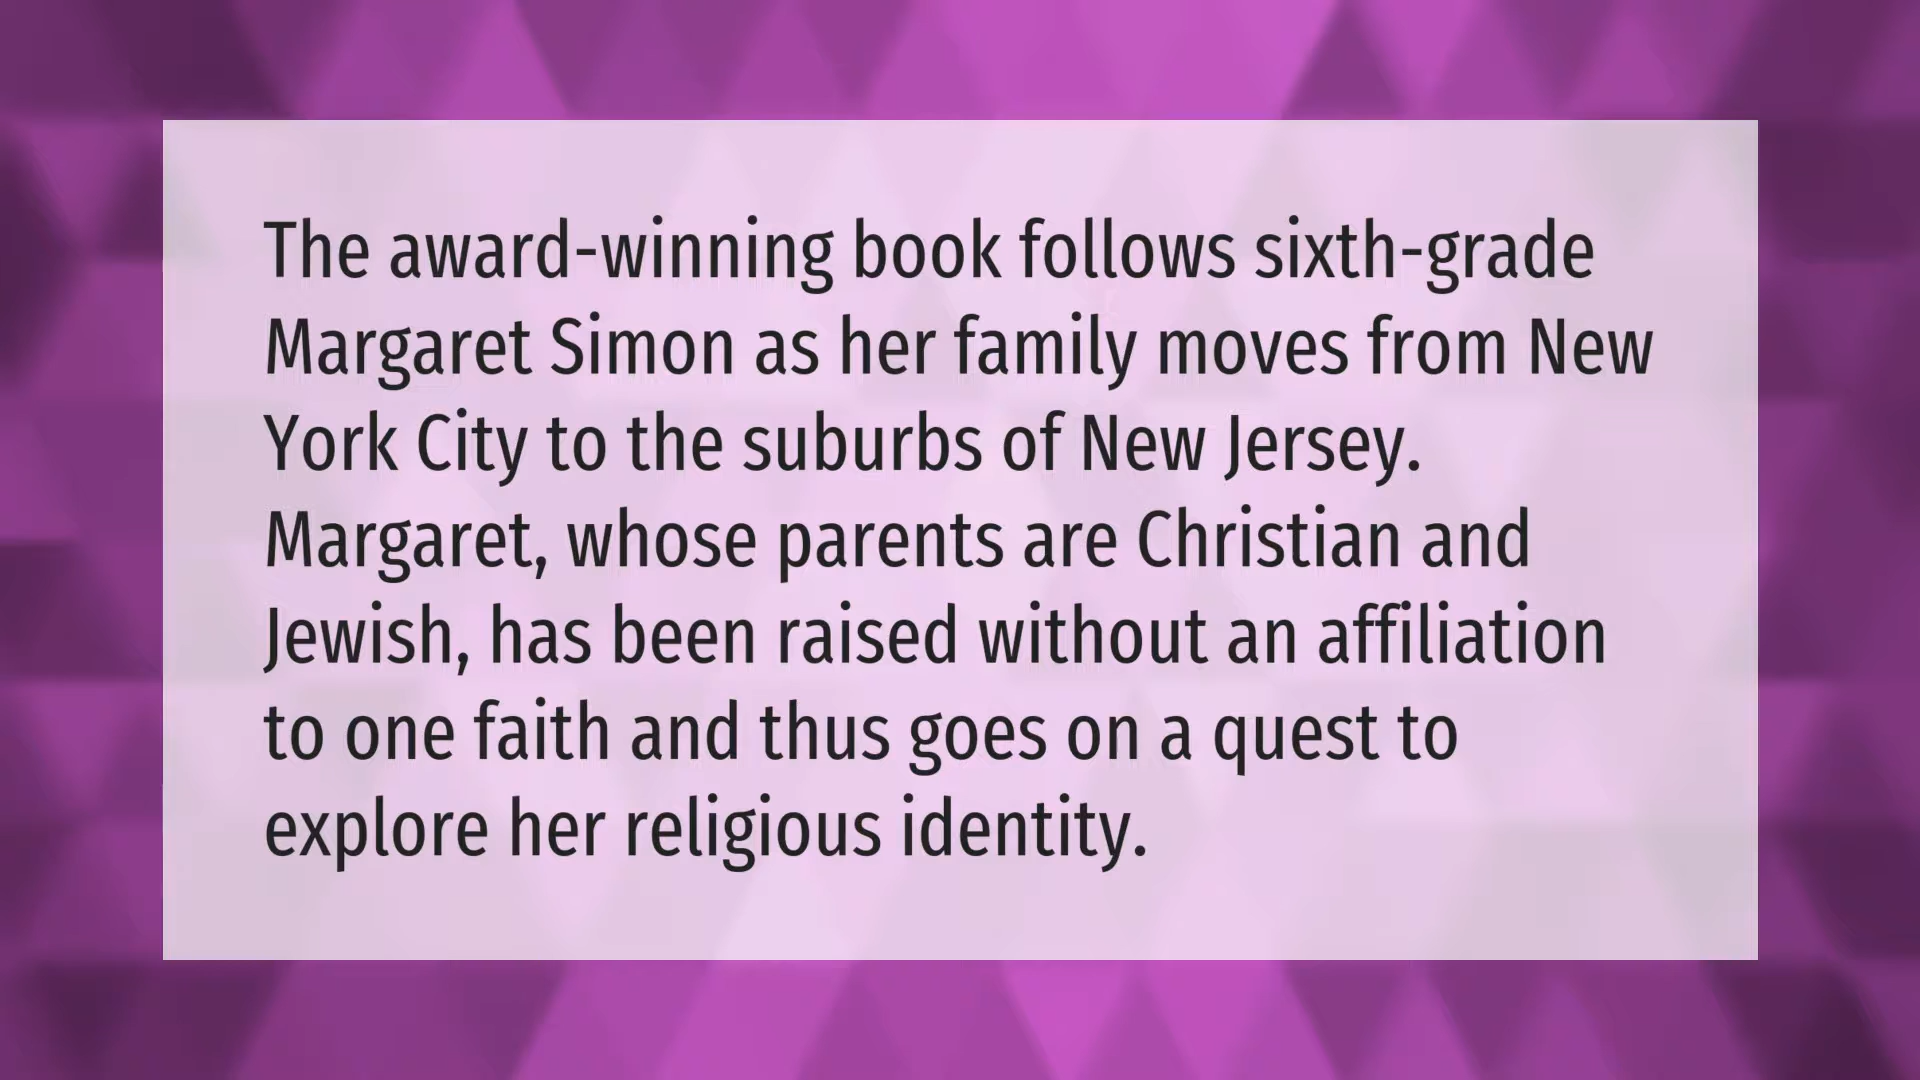 The award-winning book follows sixth-grade
Margaret Simon as her family moves from New
York City to the suburbs of New Jersey.
Margaret, whose parents are Christian and
Jewish, has been raised without an affiliation
to one faith and thus goes on a quest to
explore her religious identity.